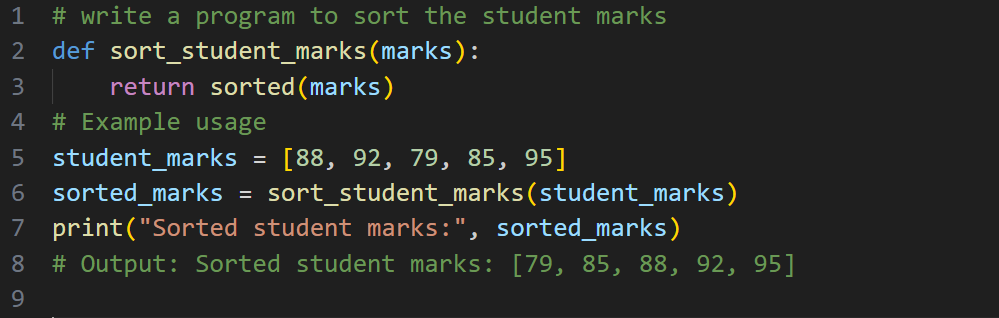 1 # write a program to sort the student marks
2 def sort_student_marks(marks):
3     return sorted(marks)
4 # Example usage
5 student_marks = [88, 92, 79, 85, 95]
6 sorted_marks = sort_student_marks(student_marks)
7 print("Sorted student marks:", sorted_marks)
8 # Output: Sorted student marks: [79, 85, 88, 92, 95]
9